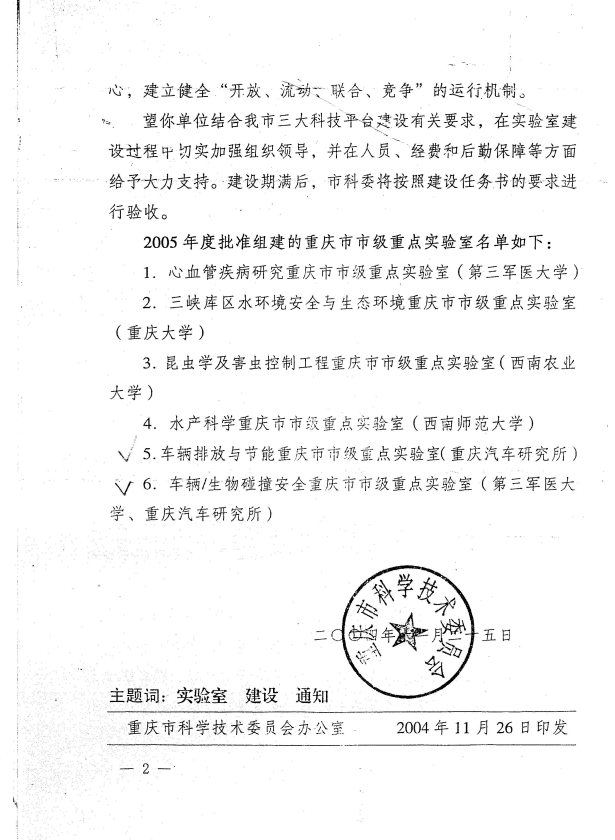 心，建立健全“开放、流动、联合、竞争”的运行机制。
望你单位结合我市三大科技平台建设有关要求，在实验室建
设过程中切实加强组织领导，并在人员、经费和后勤保障等方面
给予大力支持。建设期满后，市科委将按照建设任务书的要求进
行验收。
2005 年度批准组建的重庆市市级重点实验室名单如下：
1. 心血管疾病研究重庆市市级重点实验室（第三军医大学）
2. 三峡库区水环境安全与生态环境重庆市市级重点实验室
（重庆大学）
3. 昆虫学及害虫控制工程重庆市市级重点实验室（西南农业
大学）
4. 水产科学重庆市市级重点实验室（西南师范大学）
5. 车辆排放与节能重庆市市级重点实验室（重庆汽车研究所）
6. 车辆/生物碰撞安全重庆市市级重点实验室（第三军医大
学、重庆汽车研究所）
重庆市科学技术委员会
二〇〇四年十一月二十五日
主题词：实验室 建设 通知
重庆市科学技术委员会办公室 2004 年 11 月 26 日印发
— 2 —